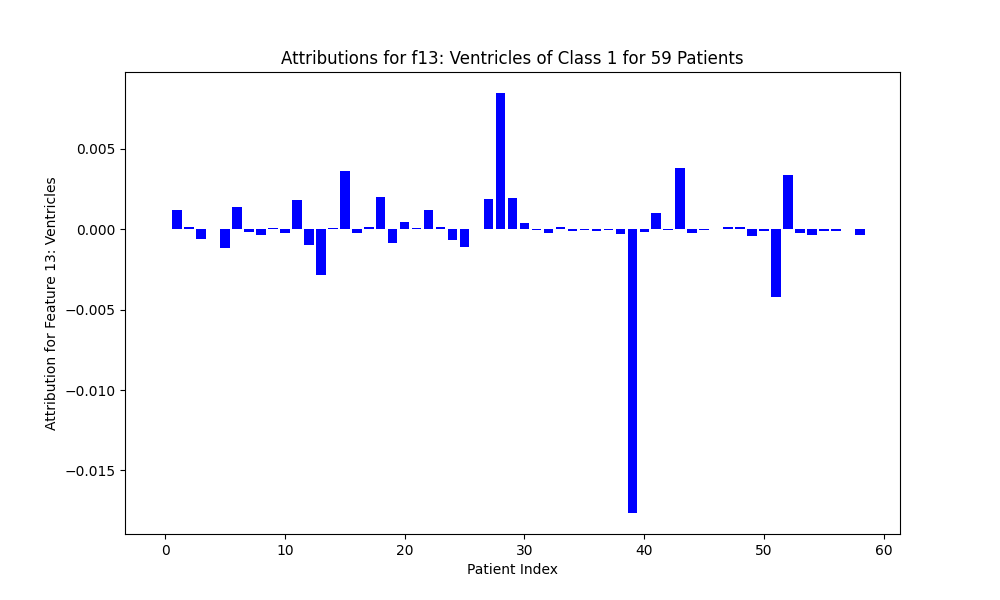 Attributions for f13: Ventricles of Class 1 for 59 Patients
Attribution for Feature 13: Ventricles
0.005
0.000
−0.005
−0.010
−0.015
0 10 20 30 40 50 60
Patient Index